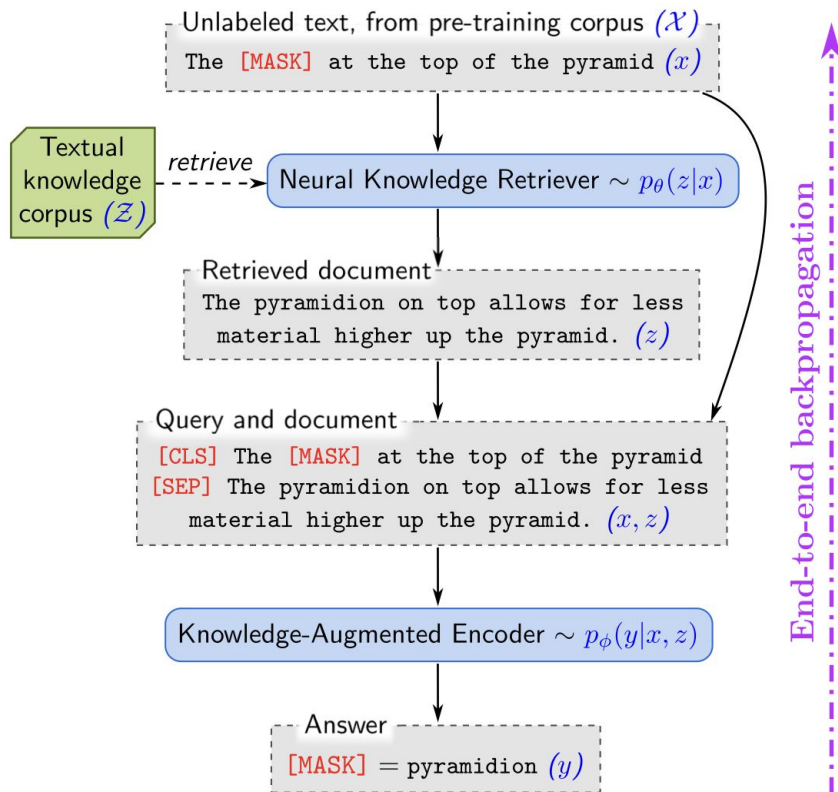 Unlabeled text, from pre-training corpus (𝒳)
The [MASK] at the top of the pyramid (x)
Textual
knowledge
corpus (𝒵)
retrieve
Neural Knowledge Retriever ∼ p_θ(z|x)
Retrieved document
The pyramidion on top allows for less
material higher up the pyramid. (z)
Query and document
[CLS] The [MASK] at the top of the pyramid
[SEP] The pyramidion on top allows for less
material higher up the pyramid. (x, z)
Knowledge-Augmented Encoder ∼ p_ϕ(y|x, z)
Answer
[MASK] = pyramidion (y)
End-to-end backpropagation